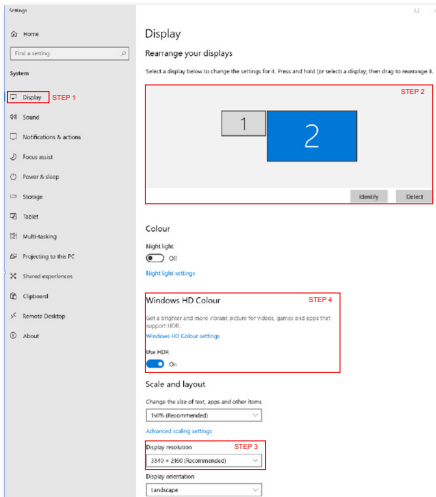 Settings
Home
Find a setting
System
Display STEP 1
Sound
Notifications & actions
Focus assist
Power & sleep
Storage
Tablet
Multi-tasking
Projecting to this PC
Shared experiences
Clipboard
Remote Desktop
About
Display
Rearrange your displays
Select a display below to change the settings for it. Press and hold (or select) a display, then drag to rearrange it.
STEP 2
1
2
Identify Detect
Colour
Night light
Off
Night light settings
Windows HD Colour STEP 4
Get a brighter and more vibrant picture for videos, games and apps that
support HDR.
Windows HD Colour settings
Use HDR
On
Scale and layout
Change the size of text, apps and other items
150% (Recommended)
Advanced scaling settings
Display resolution STEP 3
3840 × 2160 (Recommended)
Display orientation
Landscape